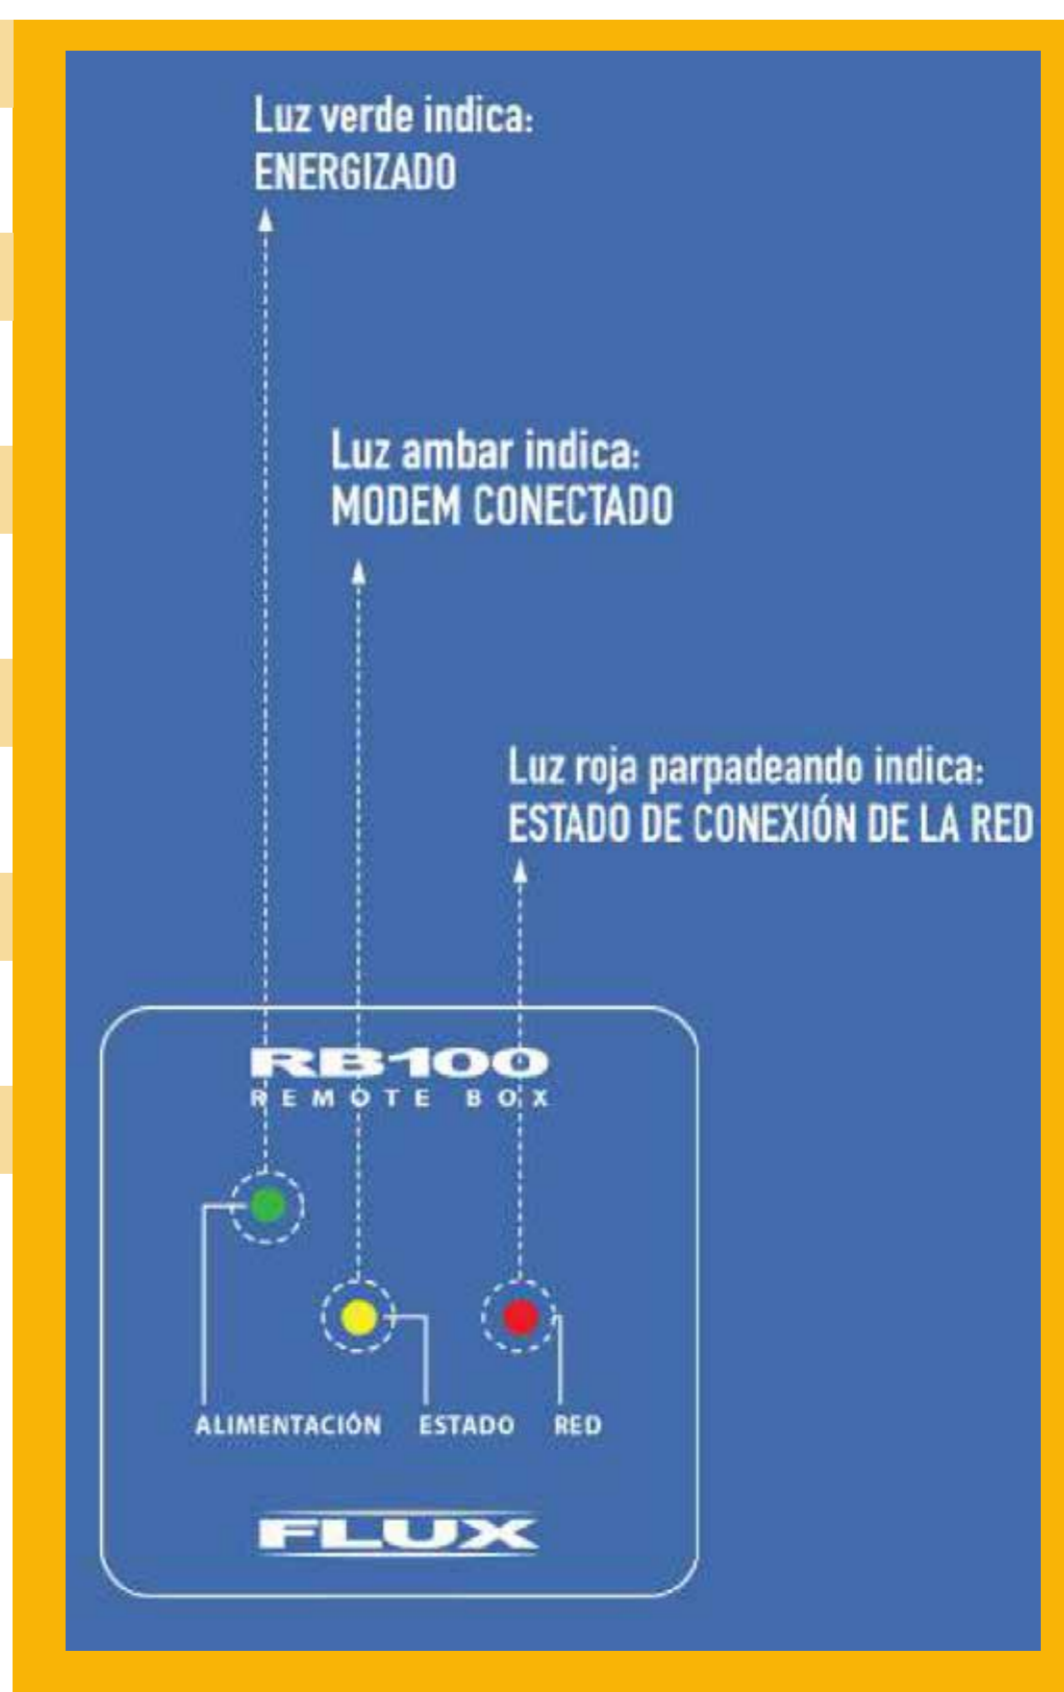 Luz verde indica:
ENERGIZADO
Luz ambar indica:
MODEM CONECTADO
Luz roja parpadeando indica:
ESTADO DE CONEXIÓN DE LA RED
RB100
REMOTE BOX
ALIMENTACIÓN ESTADO RED
FLUX